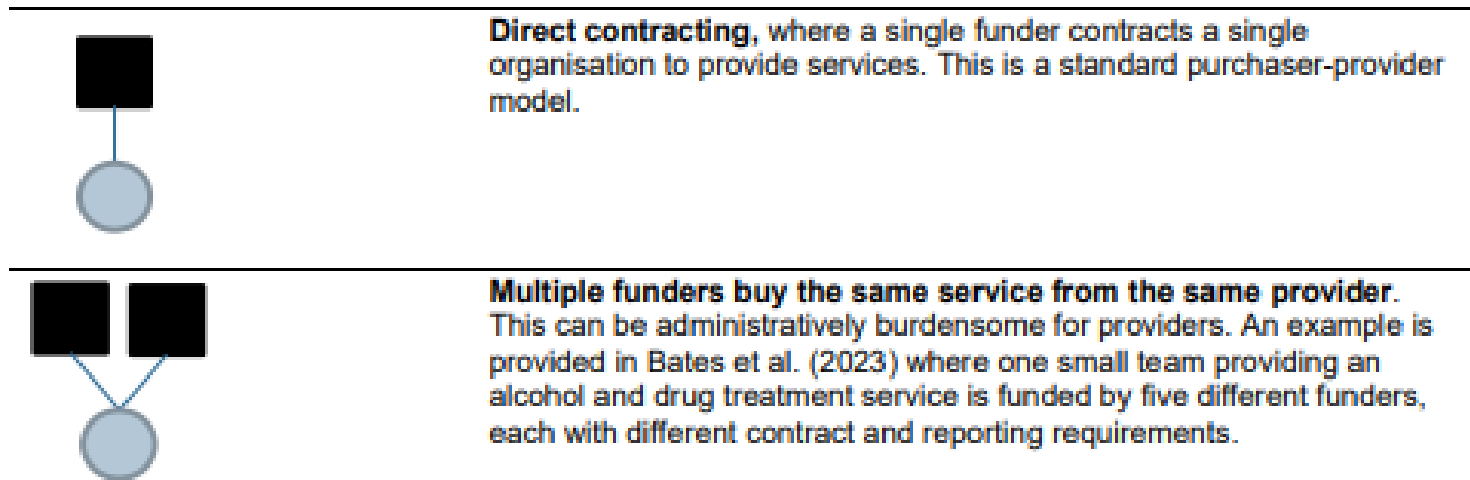 Direct contracting, where a single funder contracts a single
organisation to provide services. This is a standard purchaser-provider
model.
Multiple funders buy the same service from the same provider.
This can be administratively burdensome for providers. An example is
provided in Bates et al. (2023) where one small team providing an
alcohol and drug treatment service is funded by five different funders,
each with different contract and reporting requirements.